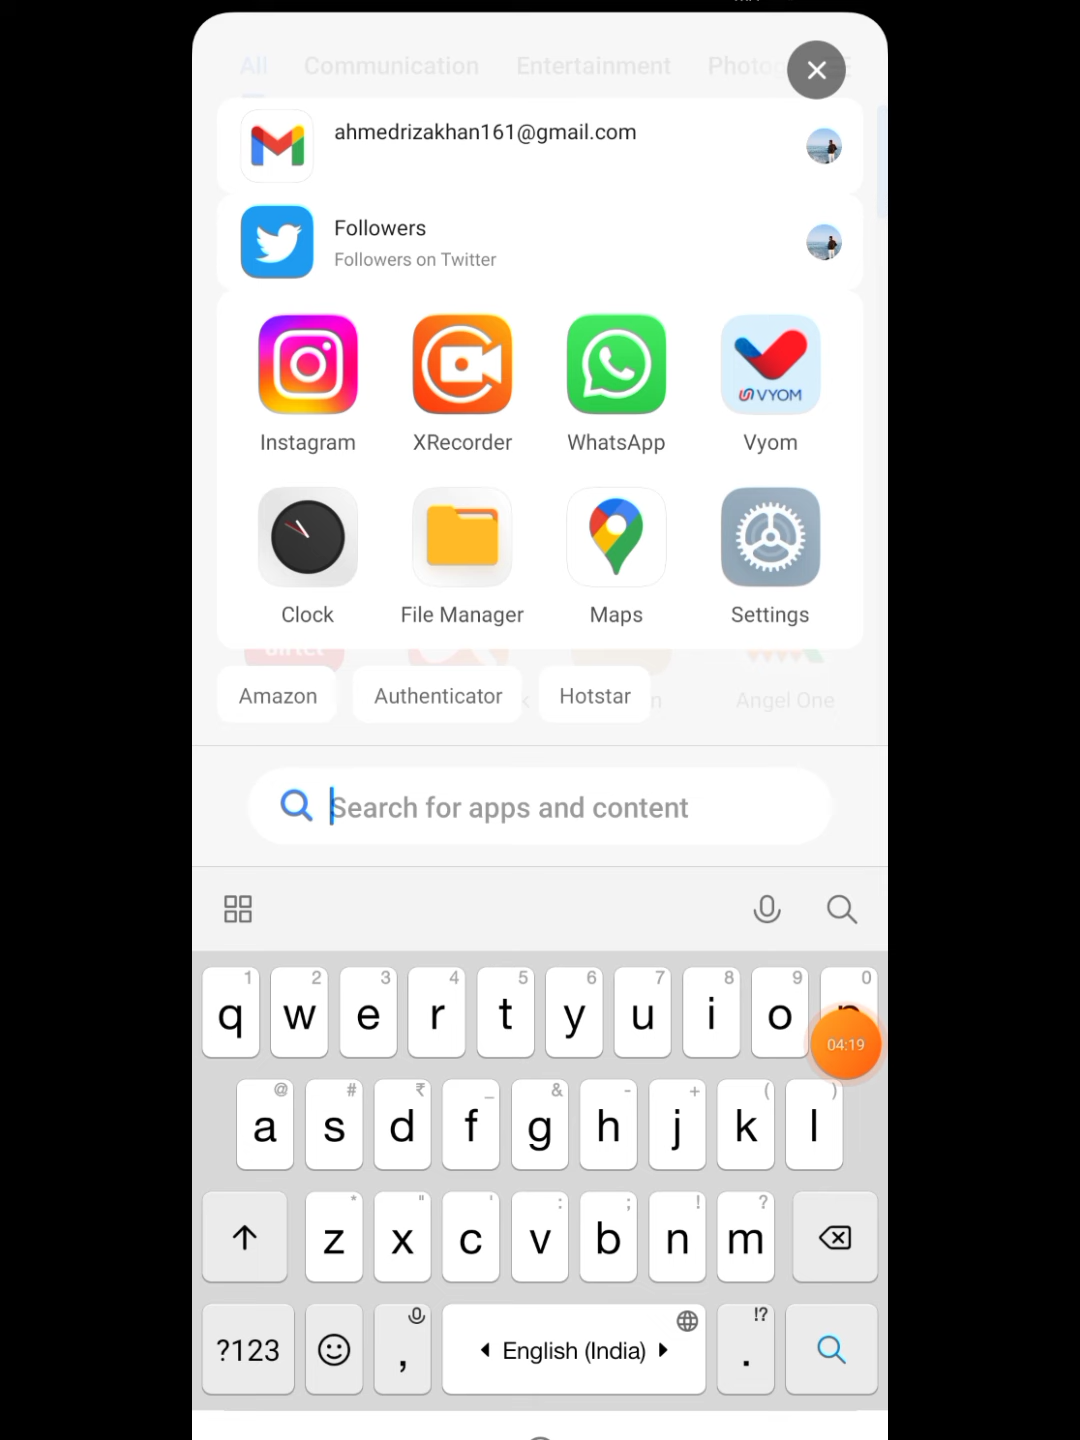 All Communication Entertainment Photog
ahmedrizakhan161@gmail.com
Followers
Followers on Twitter
VYOM
Instagram XRecorder WhatsApp Vyom
Clock File Manager Maps Settings
Amazon Authenticator Hotstar
Angel One
Search for apps and content
1 2 3 4 5 6 7 8 9 0
q w e r t y u i o p
04:19
@ # ₹ _ & - + ( )
a s d f g h j k l
* " ' : ; ! ?
z x c v b n m
!?
?123 , English (India) .